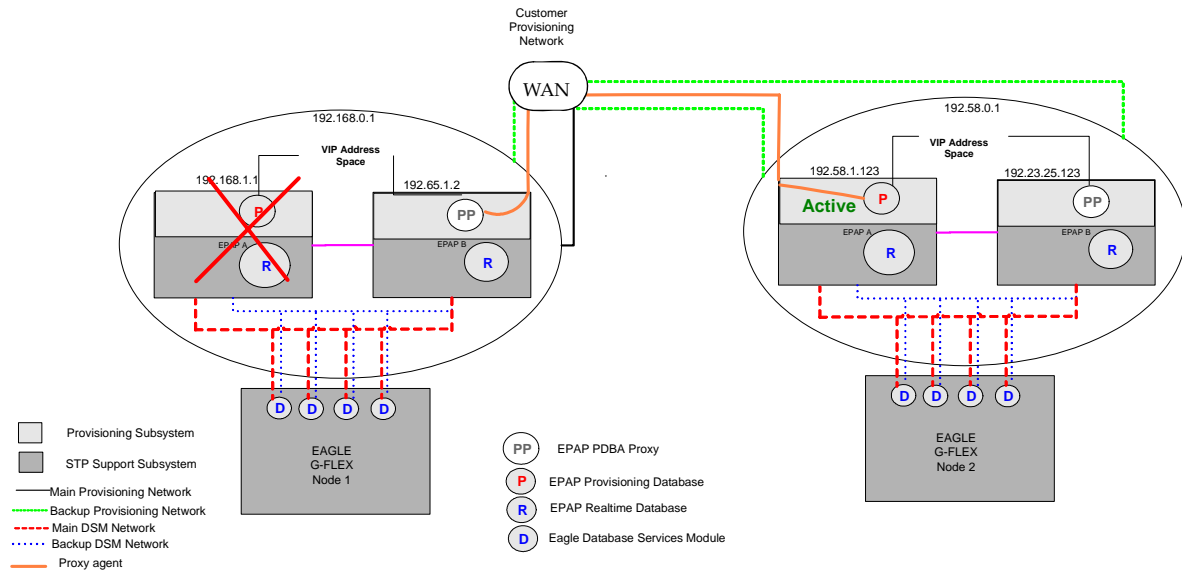 Customer
Provisioning
Network
WAN
192.168.0.1
VIP Address
Space
192.168.1.1
192.65.1.2
P
PP
EPAP A
EPAP B
R
R
D
D
D
D
EAGLE
G-FLEX
Node 1
192.58.0.1
VIP Address
Space
192.58.1.123
192.23.25.123
P
Active
PP
EPAP A
EPAP B
R
R
D
D
D
D
EAGLE
G-FLEX
Node 2
Provisioning Subsystem
STP Support Subsystem
Main Provisioning Network
Backup Provisioning Network
Main DSM Network
Backup DSM Network
Proxy agent
PP EPAP PDBA Proxy
P EPAP Provisioning Database
R EPAP Realtime Database
D Eagle Database Services Module